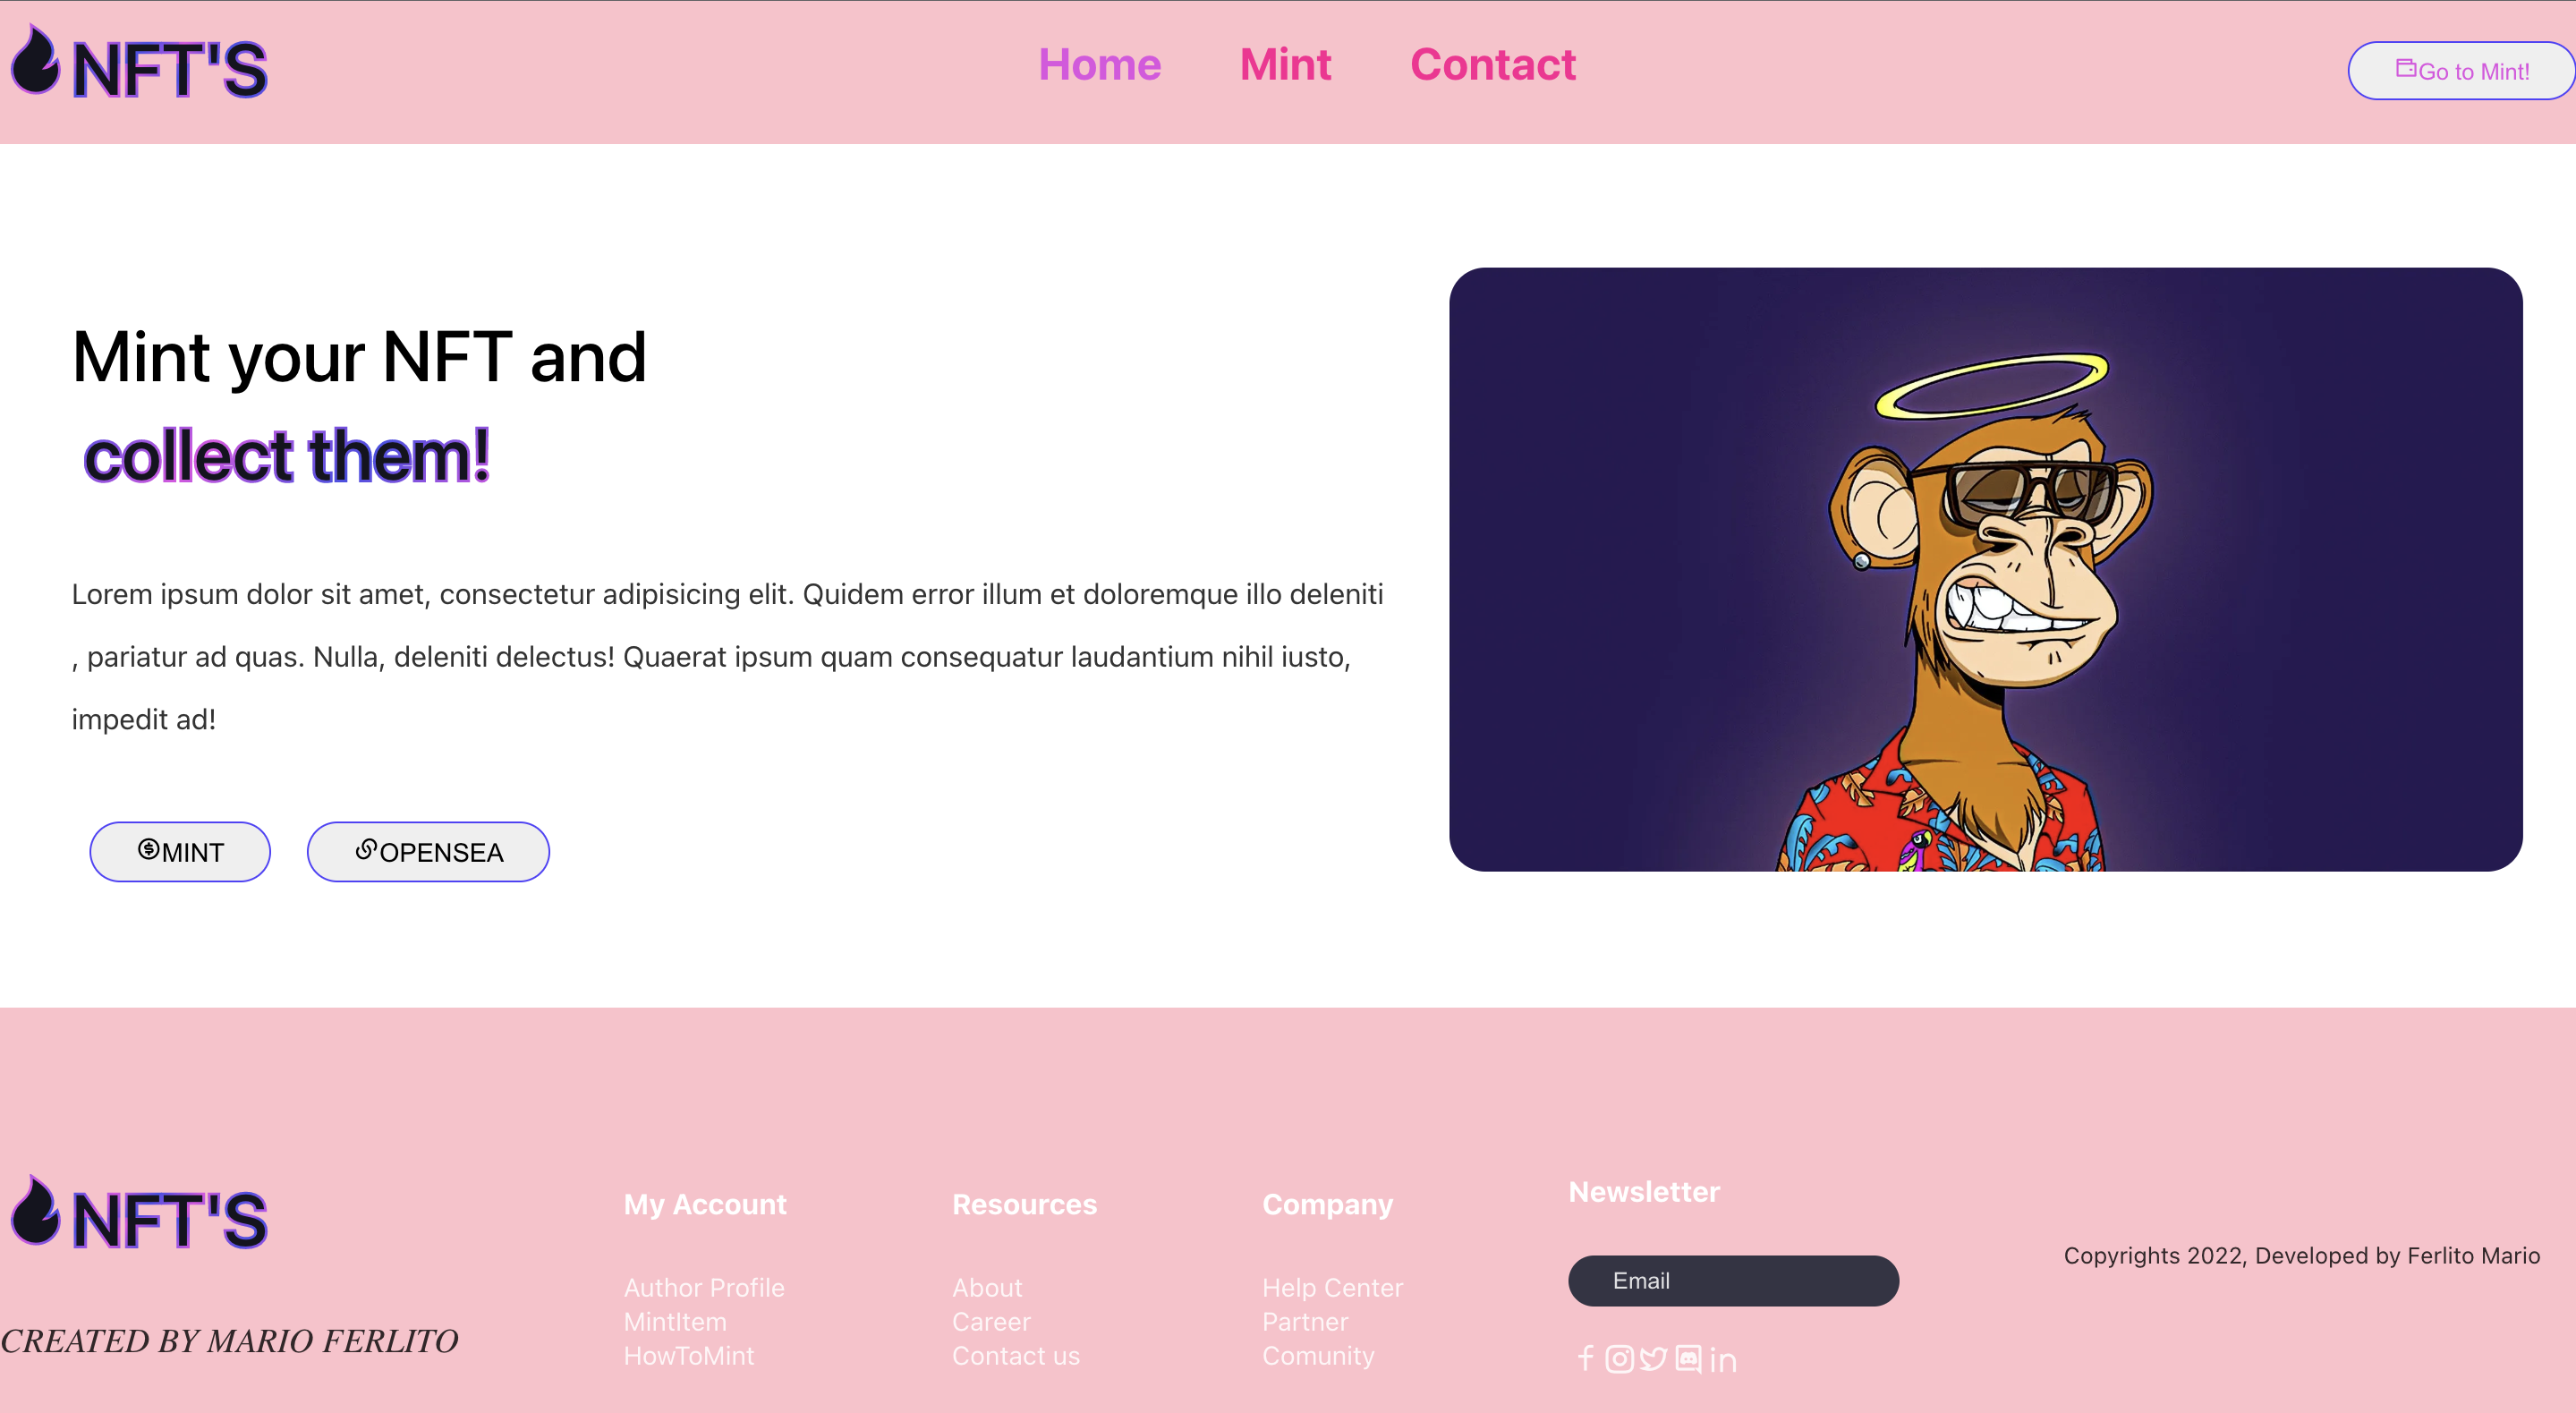 NFT'S
Home Mint Contact
Go to Mint!
Mint your NFT and
collect them!
Lorem ipsum dolor sit amet, consectetur adipisicing elit. Quidem error illum et doloremque illo deleniti
, pariatur ad quas. Nulla, deleniti delectus! Quaerat ipsum quam consequatur laudantium nihil iusto,
impedit ad!
MINT
OPENSEA
NFT'S
CREATED BY MARIO FERLITO
My Account
Author Profile
MintItem
HowToMint
Resources
About
Career
Contact us
Company
Help Center
Partner
Comunity
Newsletter
Email
Copyrights 2022, Developed by Ferlito Mario